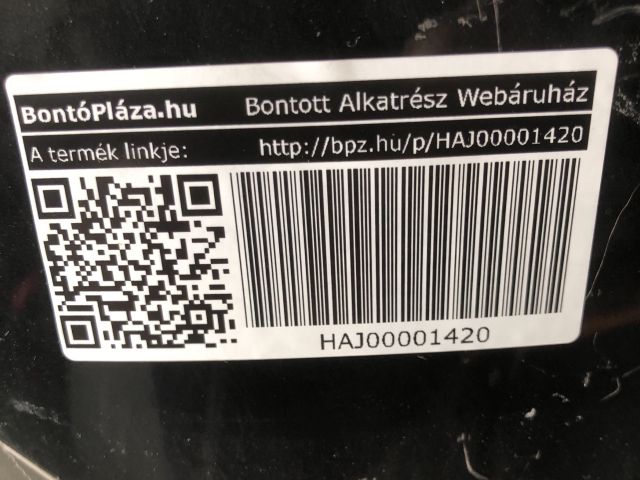 BontóPláza.hu Bontott Alkatrész Webáruház
A termék linkje: http://bpz.hu/p/HAJ00001420
HAJ00001420